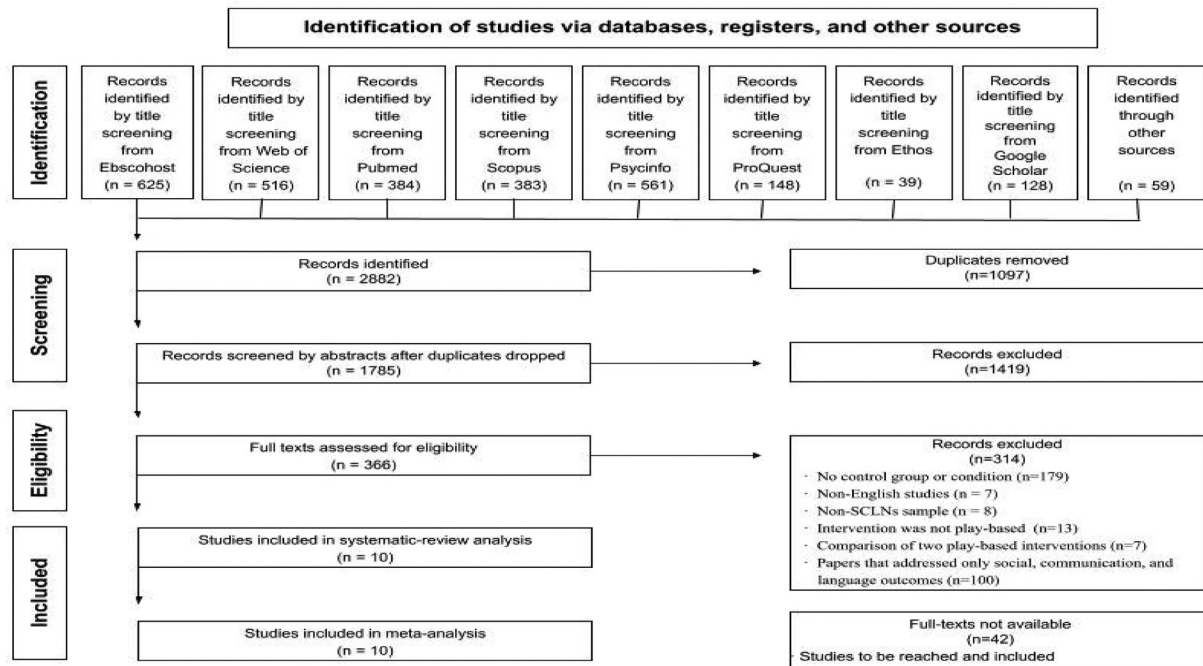 Identification of studies via databases, registers, and other sources
Identification
Records
identified
by title
screening
from
Ebscohost
(n = 625)
Records
identified by
title
screening
from Web of
Science
(n = 516)
Records
identified by
title
screening
from
Pubmed
(n = 384)
Records
identified by
title
screening
from
Scopus
(n = 383)
Records
identified by
title
screening
from
Psycinfo
(n = 561)
Records
identified by
title
screening
from
ProQuest
(n = 148)
Records
identified by
title
screening
from Ethos
(n = 39)
Records
identified by
title
screening
from
Google
Scholar
(n = 128)
Records
identified
through
other
sources
(n = 59)
Screening
Records identified
(n = 2882)
Duplicates removed
(n=1097)
Records screened by abstracts after duplicates dropped
(n = 1785)
Records excluded
(n=1419)
Eligibility
Full texts assessed for eligibility
(n = 366)
Records excluded
(n=314)
· No control group or condition (n=179)
· Non-English studies (n = 7)
· Non-SCLNs sample (n = 8)
· Intervention was not play-based (n=13)
· Comparison of two play-based interventions (n=7)
· Papers that addressed only social, communication, and
language outcomes (n=100)
Included
Studies included in systematic-review analysis
(n = 10)
Studies included in meta-analysis
(n = 10)
Full-texts not available
(n=42)
· Studies to be reached and included